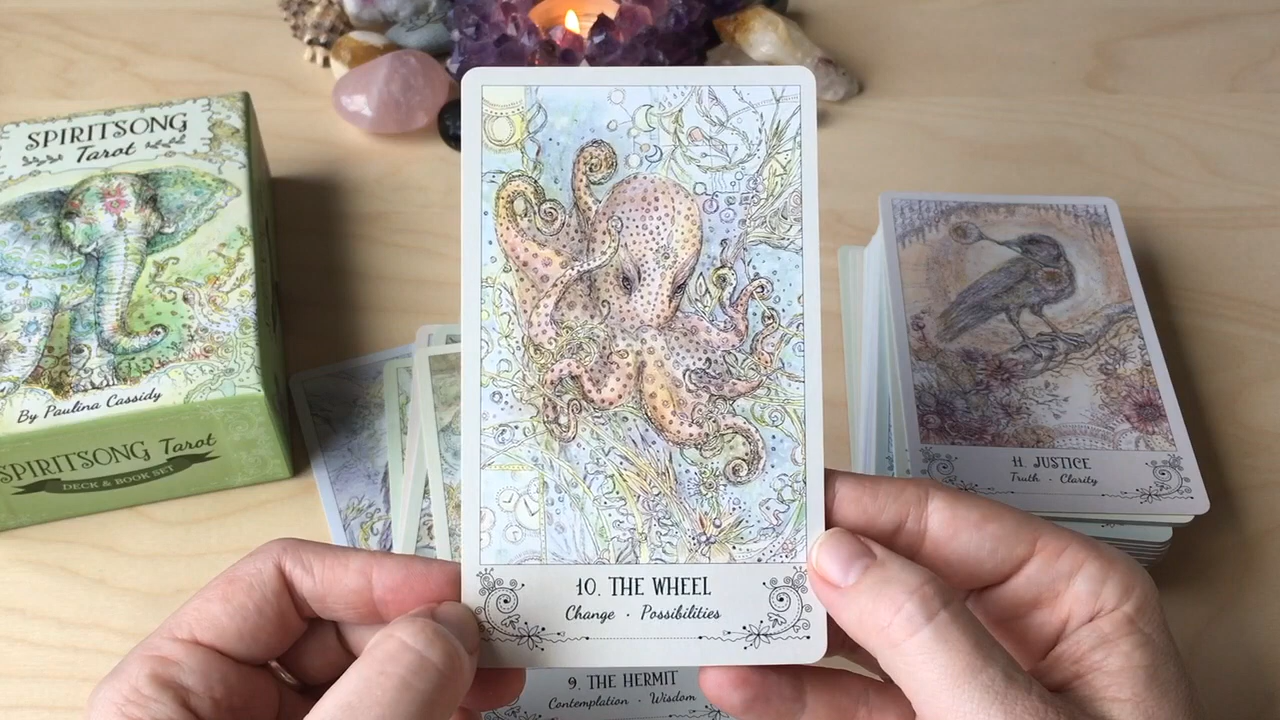 SPIRITSONG
Tarot
By Paulina Cassidy
SPIRITSONG Tarot
DECK & BOOK SET
10. THE WHEEL
Change · Possibilities
11. JUSTICE
Truth · Clarity
9. THE HERMIT
Contemplation · Wisdom